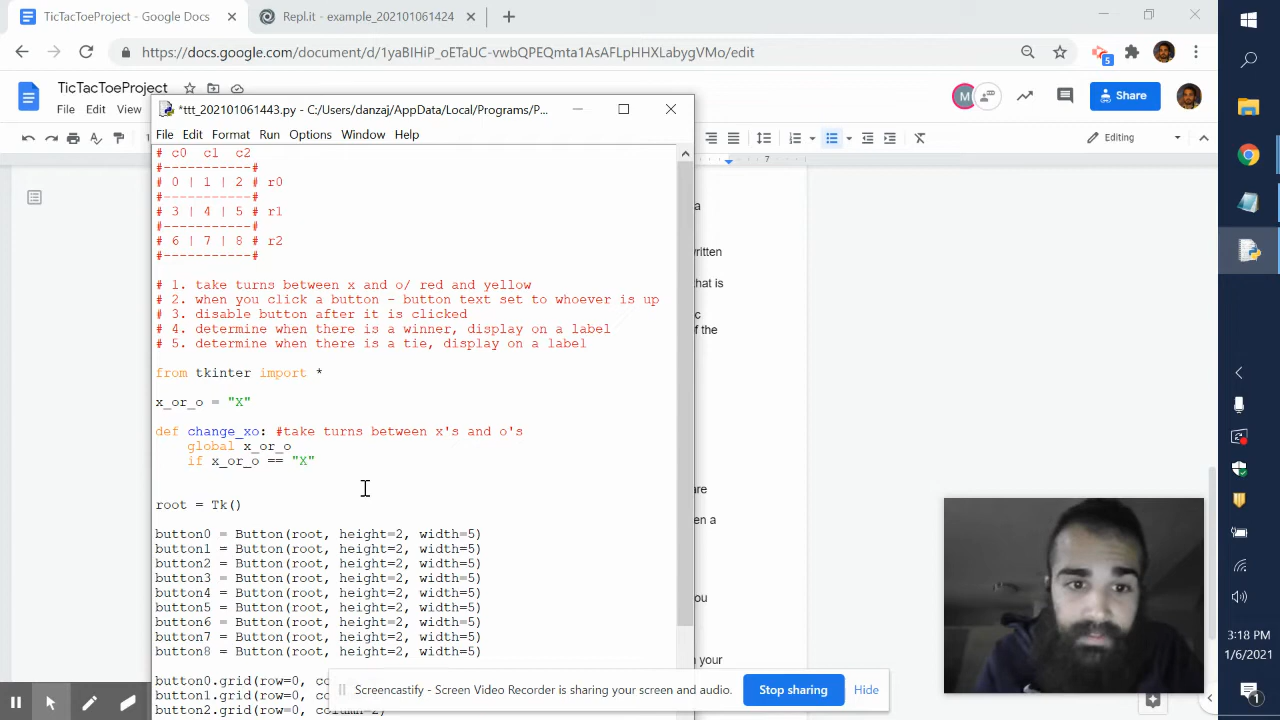 TicTacToeProject - Google Docs
Repl.it - example_202101061424
https://docs.google.com/document/d/
TicTacToeProject
File Edit View
M
Share
*ttt_202101061443.py - C:/Users/danzaj/AppData/Local/Programs/P...
File Edit Format Run Options Window Help
Editing
7
# c0 c1 c2
#-----------#
# 0 | 1 | 2 # r0
#-----------#
# 3 | 4 | 5 # r1
#-----------#
# 6 | 7 | 8 # r2
#-----------#
# 1. take turns between x and o/ red and yellow
# 2. when you click a button - button text set to whoever is up
# 3. disable button after it is clicked
# 4. determine when there is a winner, display on a label
# 5. determine when there is a tie, display on a label
from tkinter import *
x_or_o = "X"
def change_xo: #take turns between x's and o's
global x_or_o
if x_or_o == "X"
root = Tk()
button0 = Button(root, height=2, width=5)
button1 = Button(root, height=2, width=5)
button2 = Button(root, height=2, width=5)
button3 = Button(root, height=2, width=5)
button4 = Button(root, height=2, width=5)
button5 = Button(root, height=2, width=5)
button6 = Button(root, height=2, width=5)
button7 = Button(root, height=2, width=5)
button8 = Button(root, height=2, width=5)
button0.grid(row=0, co
button1.grid(row=0,
button2.grid(row=0, column=2)
a
ritten
that is
c
of the
are
en a
ou
n your
Screencastify - Screen Video Recorder is sharing your screen and audio.
Stop sharing
Hide
5
3:18 PM
1/6/2021
1